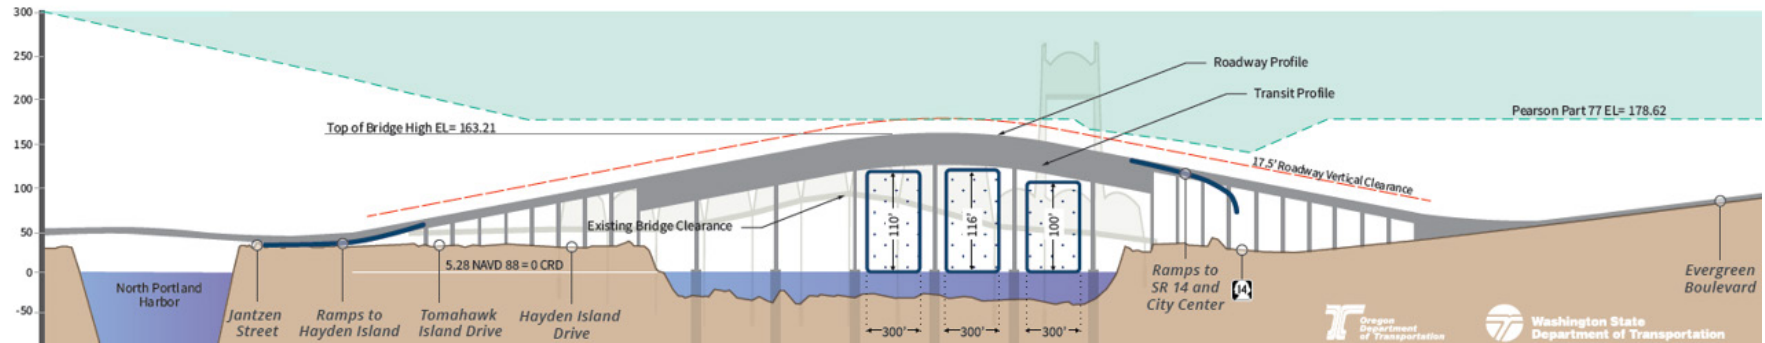 300
250
200
150
100
50
0
-50
Roadway Profile
Transit Profile
Top of Bridge High EL= 163.21
Pearson Part 77 EL= 178.62
17.5' Roadway Vertical Clearance
Existing Bridge Clearance
110'
116'
100'
5.28 NAVD 88 = 0 CRD
North Portland
Harbor
Jantzen
Street
Ramps to
Hayden Island
Tomahawk
Island Drive
Hayden Island
Drive
300'
300'
300'
Ramps to
SR 14 and
City Center
14
Evergreen
Boulevard
Oregon
Department
of Transportation
Washington State
Department of Transportation